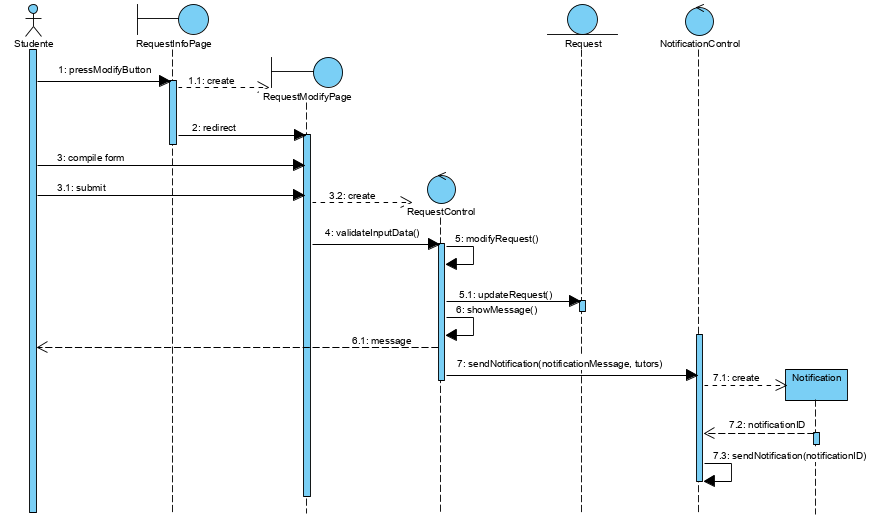 Studente
RequestInfoPage
Request
NotificationControl
1: pressModifyButton
1.1: create
RequestModifyPage
2: redirect
3: compile form
3.1: submit
3.2: create
RequestControl
4: validateInputData()
5: modifyRequest()
5.1: updateRequest()
6: showMessage()
6.1: message
7: sendNotification(notificationMessage, tutors)
7.1: create
Notification
7.2: notificationID
7.3: sendNotification(notificationID)